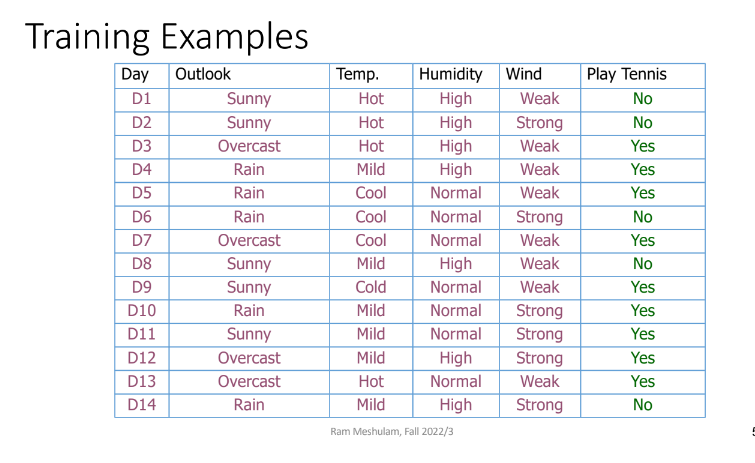 Training Examples
Day Outlook Temp. Humidity Wind Play Tennis
D1 Sunny Hot High Weak No
D2 Sunny Hot High Strong No
D3 Overcast Hot High Weak Yes
D4 Rain Mild High Weak Yes
D5 Rain Cool Normal Weak Yes
D6 Rain Cool Normal Strong No
D7 Overcast Cool Normal Weak Yes
D8 Sunny Mild High Weak No
D9 Sunny Cold Normal Weak Yes
D10 Rain Mild Normal Strong Yes
D11 Sunny Mild Normal Strong Yes
D12 Overcast Mild High Strong Yes
D13 Overcast Hot Normal Weak Yes
D14 Rain Mild High Strong No
Ram Meshulam, Fall 2022/3